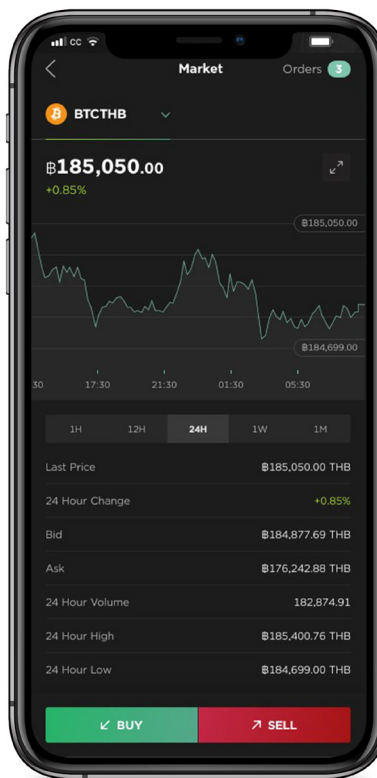 CC
Market
Orders 3
BTCTHB
฿185,050.00
+0.85%
฿185,050.00
฿184,699.00
30 17:30 21:30 01:30 05:30
1H 12H 24H 1W 1M
Last Price ฿185,050.00 THB
24 Hour Change +0.85%
Bid ฿184,877.69 THB
Ask ฿176,242.88 THB
24 Hour Volume 182,874.91
24 Hour High ฿185,400.76 THB
24 Hour Low ฿184,699.00 THB
BUY SELL